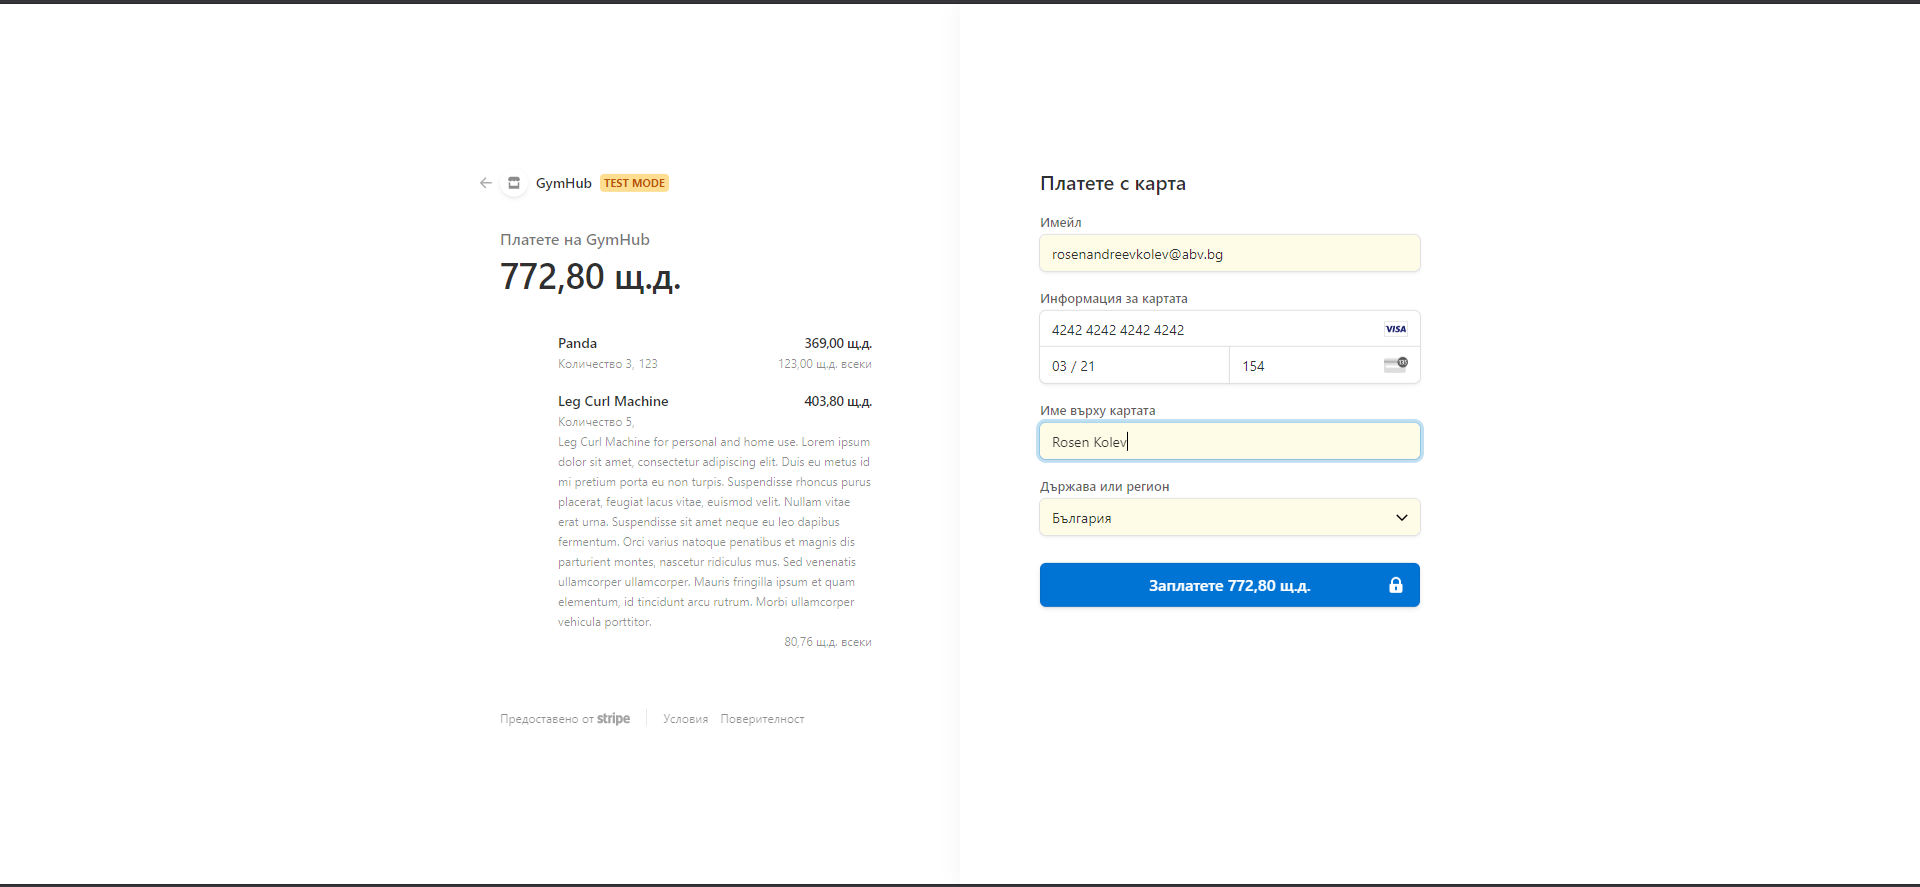 GymHub TEST MODE
Платете на GymHub
772,80 щ.д.
Panda 369,00 щ.д.
Количество 3, 123 123,00 щ.д. всеки
Leg Curl Machine 403,80 щ.д.
Количество 5,
Leg Curl Machine for personal and home use. Lorem ipsum
dolor sit amet, consectetur adipiscing elit. Duis eu metus id
mi pretium porta eu non turpis. Suspendisse rhoncus purus
placerat, feugiat lacus vitae, euismod velit. Nullam vitae
erat urna. Suspendisse sit amet neque eu leo dapibus
fermentum. Orci varius natoque penatibus et magnis dis
parturient montes, nascetur ridiculus mus. Sed venenatis
ullamcorper ullamcorper. Mauris fringilla ipsum et quam
elementum, id tincidunt arcu rutrum. Morbi ullamcorper
vehicula porttitor.
80,76 щ.д. всеки
Предоставено от stripe Условия Поверителност
Платете с карта
Имейл
rosenandreevkolev@abv.bg
Информация за картата
4242 4242 4242 4242 VISA
03 / 21 154
Име върху картата
Rosen Kolev
Държава или регион
България
Заплатете 772,80 щ.д.